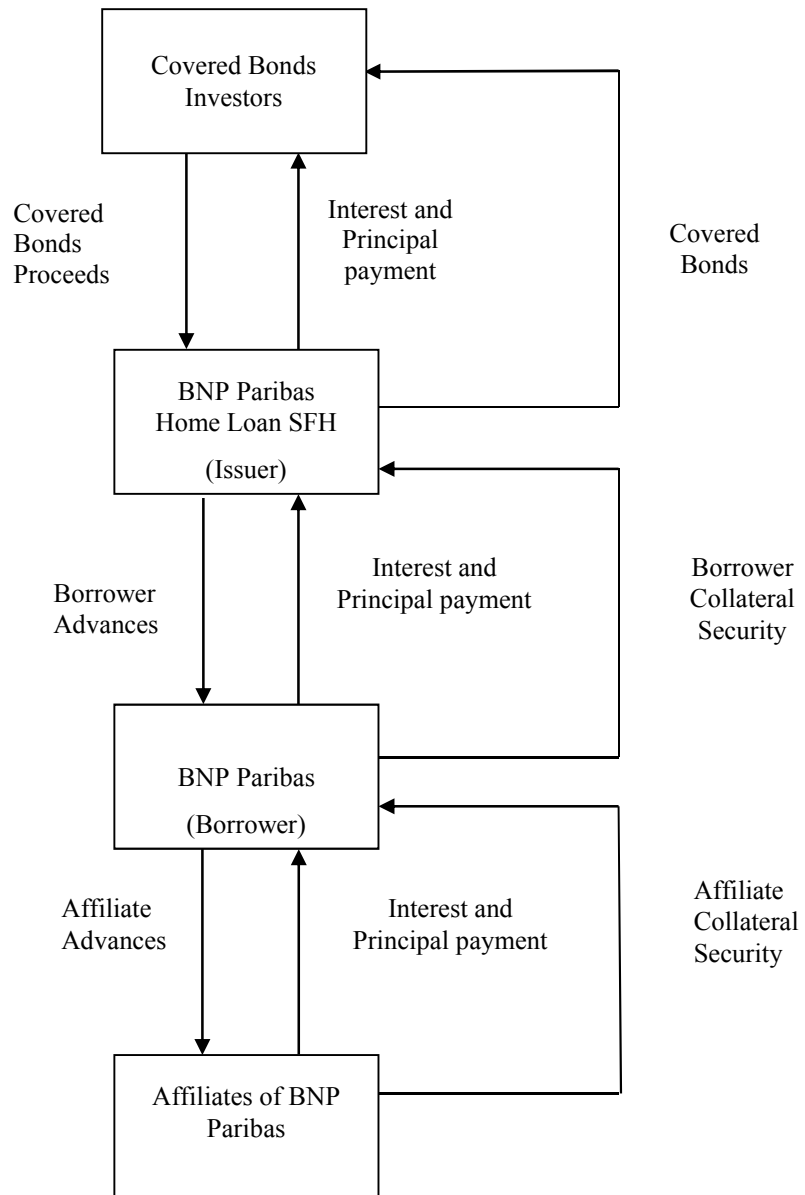 Covered Bonds
Investors
Covered
Bonds
Proceeds
Interest and
Principal
payment
Covered
Bonds
BNP Paribas
Home Loan SFH
(Issuer)
Borrower
Advances
Interest and
Principal payment
Borrower
Collateral
Security
BNP Paribas
(Borrower)
Affiliate
Advances
Interest and
Principal payment
Affiliate
Collateral
Security
Affiliates of BNP
Paribas